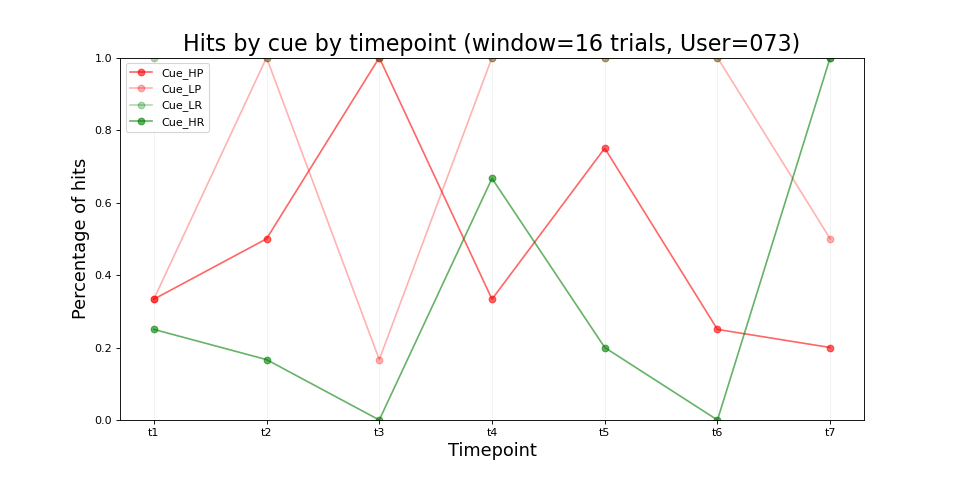 Hits by cue by timepoint (window=16 trials, User=073)
Cue_HP
Cue_LP
Cue_LR
Cue_HR
Percentage of hits
1.0
0.8
0.6
0.4
0.2
0.0
t1 t2 t3 t4 t5 t6 t7
Timepoint